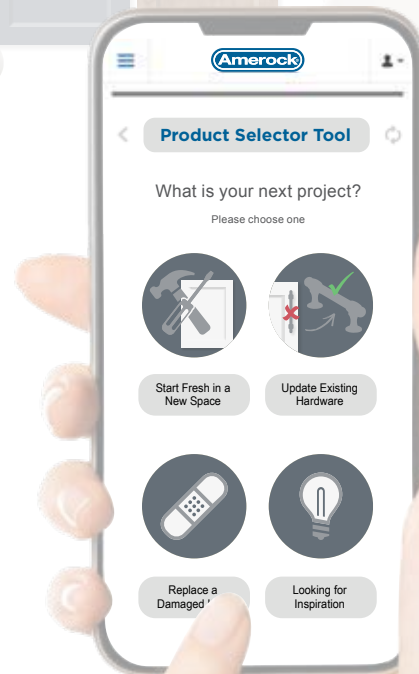 Amerock
Product Selector Tool
What is your next project?
Please choose one
Start Fresh in a
New Space
Update Existing
Hardware
Replace a
Damaged
Looking for
Inspiration